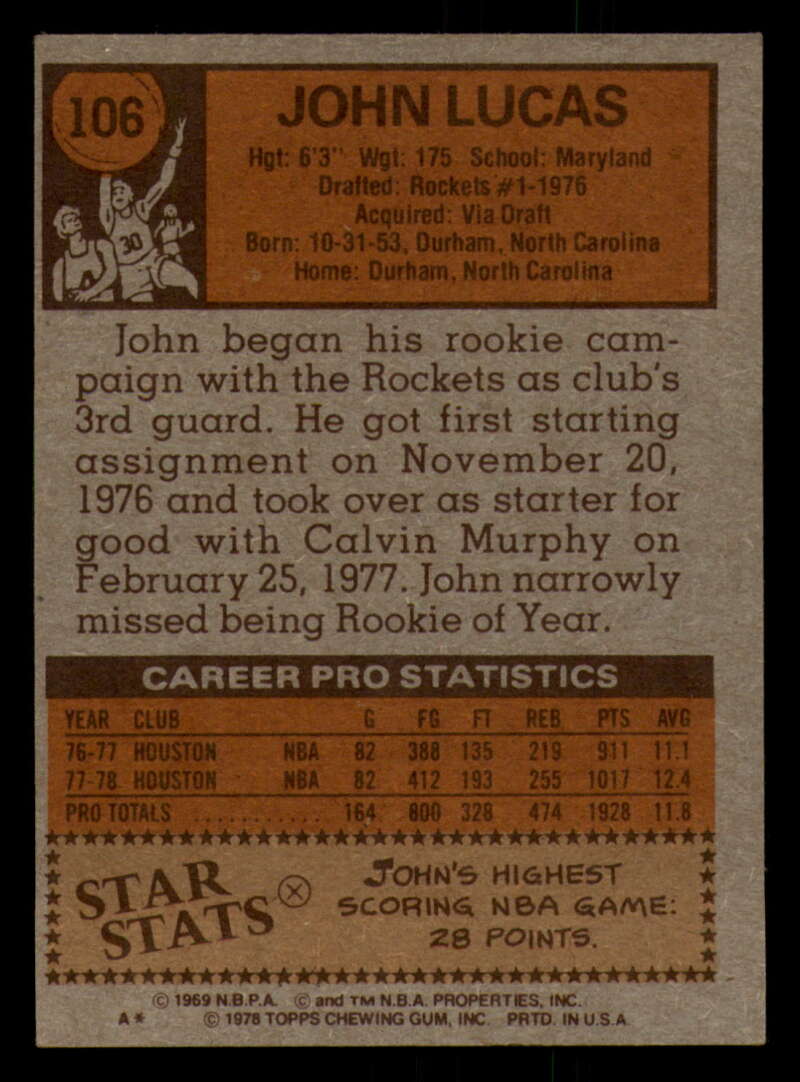 106
JOHN LUCAS
Hgt: 6'3" Wgt: 175 School: Maryland
Drafted: Rockets #1-1976
Acquired: Via Draft
Born: 10-31-53, Durham, North Carolina
Home: Durham, North Carolina
30
John began his rookie cam-
paign with the Rockets as club's
3rd guard. He got first starting
assignment on November 20,
1976 and took over as starter for
good with Calvin Murphy on
February 25, 1977. John narrowly
missed being Rookie of Year.
CAREER PRO STATISTICS
YEAR CLUB G FG FT REB PTS AVG
76-77 HOUSTON NBA 82 388 135 219 911 11.1
77-78 HOUSTON NBA 82 412 193 255 1017 12.4
PRO TOTALS ........... 164 800 328 474 1928 11.8
STAR
STATS
JOHN'S HIGHEST
SCORING NBA GAME:
28 POINTS.
© 1969 N.B.P.A. © and TM N.B.A. PROPERTIES, INC.
A* © 1978 TOPPS CHEWING GUM, INC. PRTD. IN U.S.A.